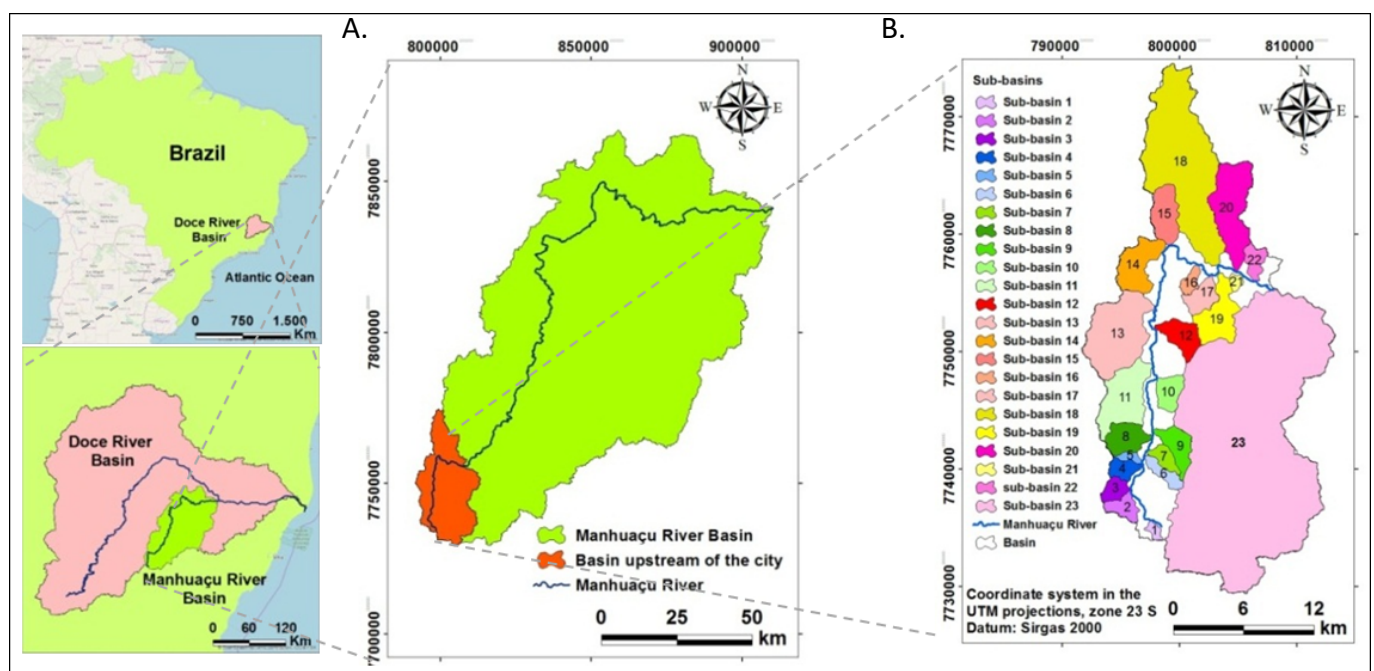 A.
B.
Brazil
Doce River
Basin
Atlantic Ocean
0 750 1.500
Km
Doce River
Basin
Manhuaçu River
Basin
0 60 120
Km
800000 850000 900000
7850000
7800000
7750000
7700000
N
W E
S
Manhuaçu River Basin
Basin upstream of the city
Manhuaçu River
0 25 50
km
790000 800000 810000
7770000
7760000
7750000
7740000
7730000
N
W E
S
Sub-basins
Sub-basin 1
Sub-basin 2
Sub-basin 3
Sub-basin 4
Sub-basin 5
Sub-basin 6
Sub-basin 7
Sub-basin 8
Sub-basin 9
Sub-basin 10
Sub-basin 11
Sub-basin 12
Sub-basin 13
Sub-basin 14
Sub-basin 15
Sub-basin 16
Sub-basin 17
Sub-basin 18
Sub-basin 19
Sub-basin 20
Sub-basin 21
sub-basin 22
Sub-basin 23
Manhuaçu River
Basin
18
15
20
14
22
16
21
17
13
19
12
11
10
8
9
23
5
7
4
6
3
2
1
Coordinate system in the
UTM projections, zone 23 S
Datum: Sirgas 2000
0 6 12
km